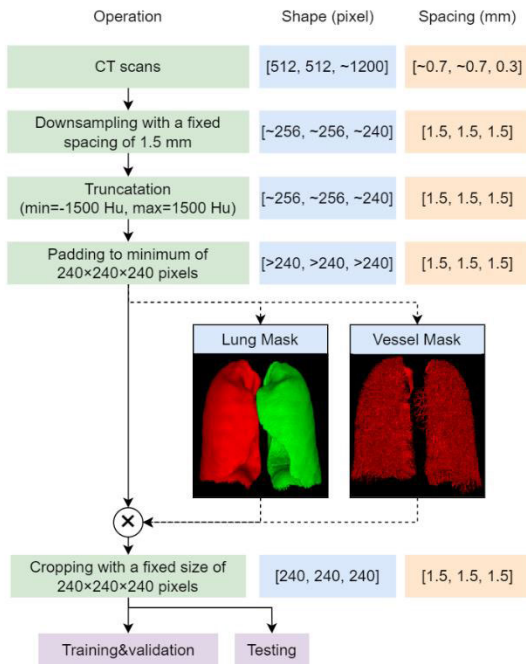 Operation Shape (pixel) Spacing (mm)
CT scans [512, 512, ~1200] [~0.7, ~0.7, 0.3]
Downsampling with a fixed
spacing of 1.5 mm
[~256, ~256, ~240] [1.5, 1.5, 1.5]
Truncatation
(min=-1500 Hu, max=1500 Hu)
[~256, ~256, ~240] [1.5, 1.5, 1.5]
Padding to minimum of
240×240×240 pixels
[>240, >240, >240] [1.5, 1.5, 1.5]
Lung Mask Vessel Mask
×
Cropping with a fixed size of
240×240×240 pixels
[240, 240, 240] [1.5, 1.5, 1.5]
Training&validation Testing